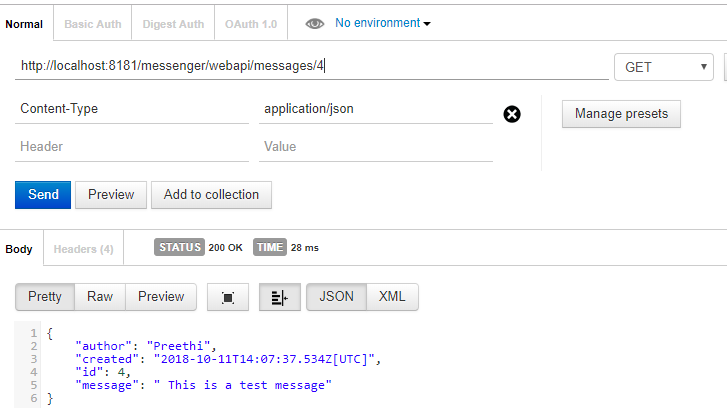 Normal Basic Auth Digest Auth OAuth 1.0 No environment
http://localhost:8181/messenger/webapi/messages/4 GET
Content-Type application/json Manage presets
Header Value
Send Preview Add to collection
Body Headers (4) STATUS 200 OK TIME 28 ms
Pretty Raw Preview JSON XML
1 {
2 "author": "Preethi",
3 "created": "2018-10-11T14:07:37.534Z[UTC]",
4 "id": 4,
5 "message": " This is a test message"
6 }